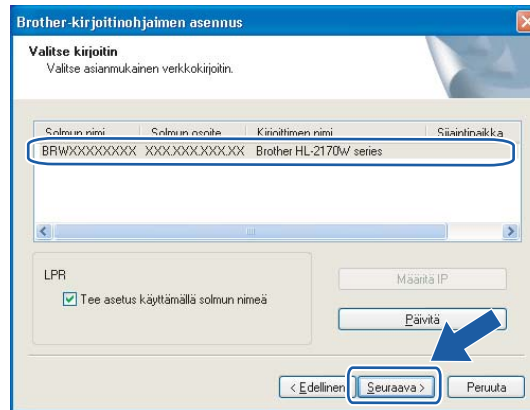 Brother-kirjoitinohjaimen asennus
Valitse kirjoitin
Valitse asianmukainen verkkokirjoitin.
Solmun nimi Solmun osoite Kirjoittimen nimi Sijaintipaikka
BRWXXXXXXXX XXX.XXX.XXX.XX Brother HL-2170W series
LPR
Tee asetus käyttämällä solmun nimeä
Määritä IP
Päivitä
< Edellinen Seuraava > Peruuta